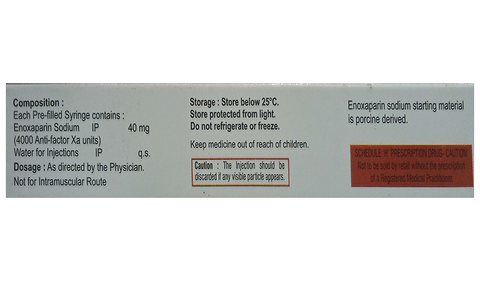 Composition :
Each Pre-filled Syringe contains :
Enoxaparin Sodium IP 40 mg
(4000 Anti-factor Xa units)
Water for Injections IP q.s.
Dosage : As directed by the Physician.
Not for Intramuscular Route
Storage : Store below 25°C.
Store protected from light.
Do not refrigerate or freeze.
Keep medicine out of reach of children.
Caution : The Injection should be
discarded if any visible particle appears.
Enoxaparin sodium starting material
is porcine derived.
SCHEDULE H PRESCRIPTION DRUG-CAUTION
Not to be sold by retail without the prescription
of a Registered Medical Practitioner.